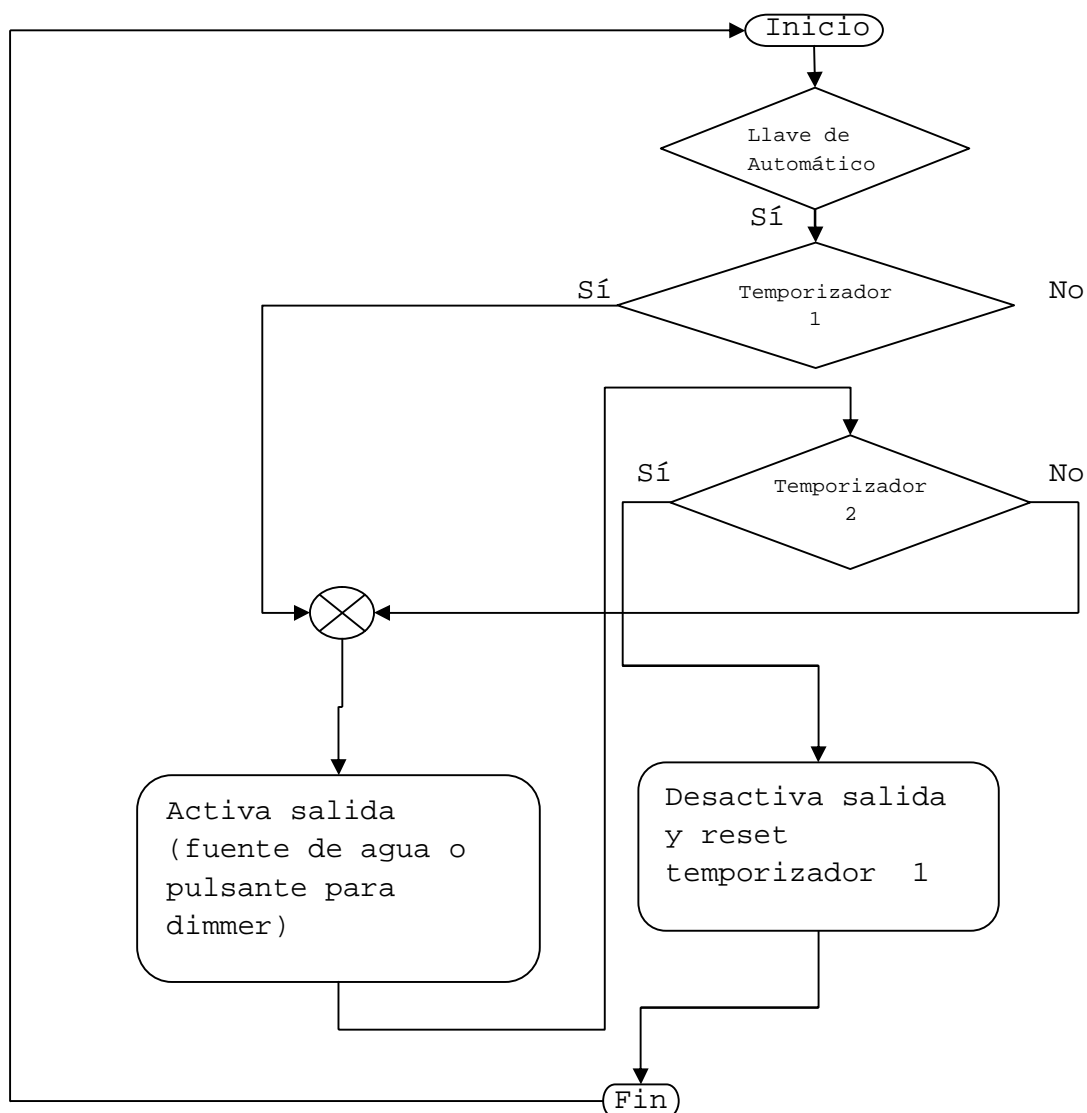 Inicio
Llave de
Automático
Sí
Sí
Temporizador
1
No
Sí
Temporizador
2
No
Activa salida
(fuente de agua o
pulsante para
dimmer)
Desactiva salida
y reset
temporizador 1
Fin